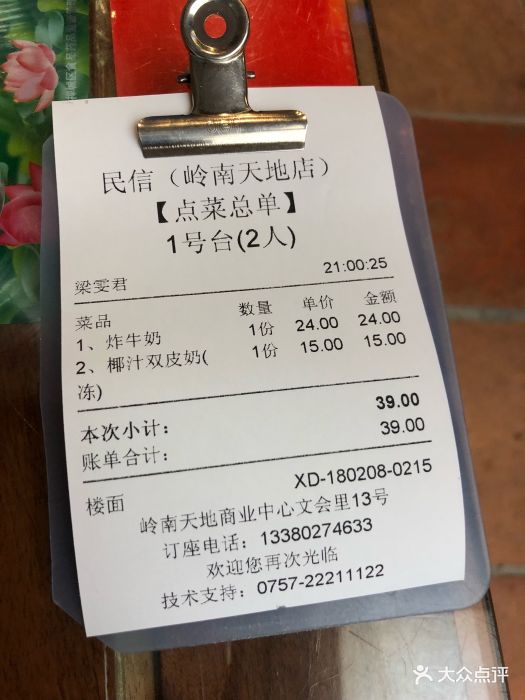 民信（岭南天地店）
【点菜总单】
1号台(2人)
梁雯君 21:00:25
菜品 数量 单价 金额
1、炸牛奶 1份 24.00 24.00
2、椰汁双皮奶( 1份 15.00 15.00
冻)
本次小计： 39.00
账单合计： 39.00
楼面 XD-180208-0215
岭南天地商业中心文会里13号
订座电话：13380274633
欢迎您再次光临
技术支持：0757-22211122
大众点评